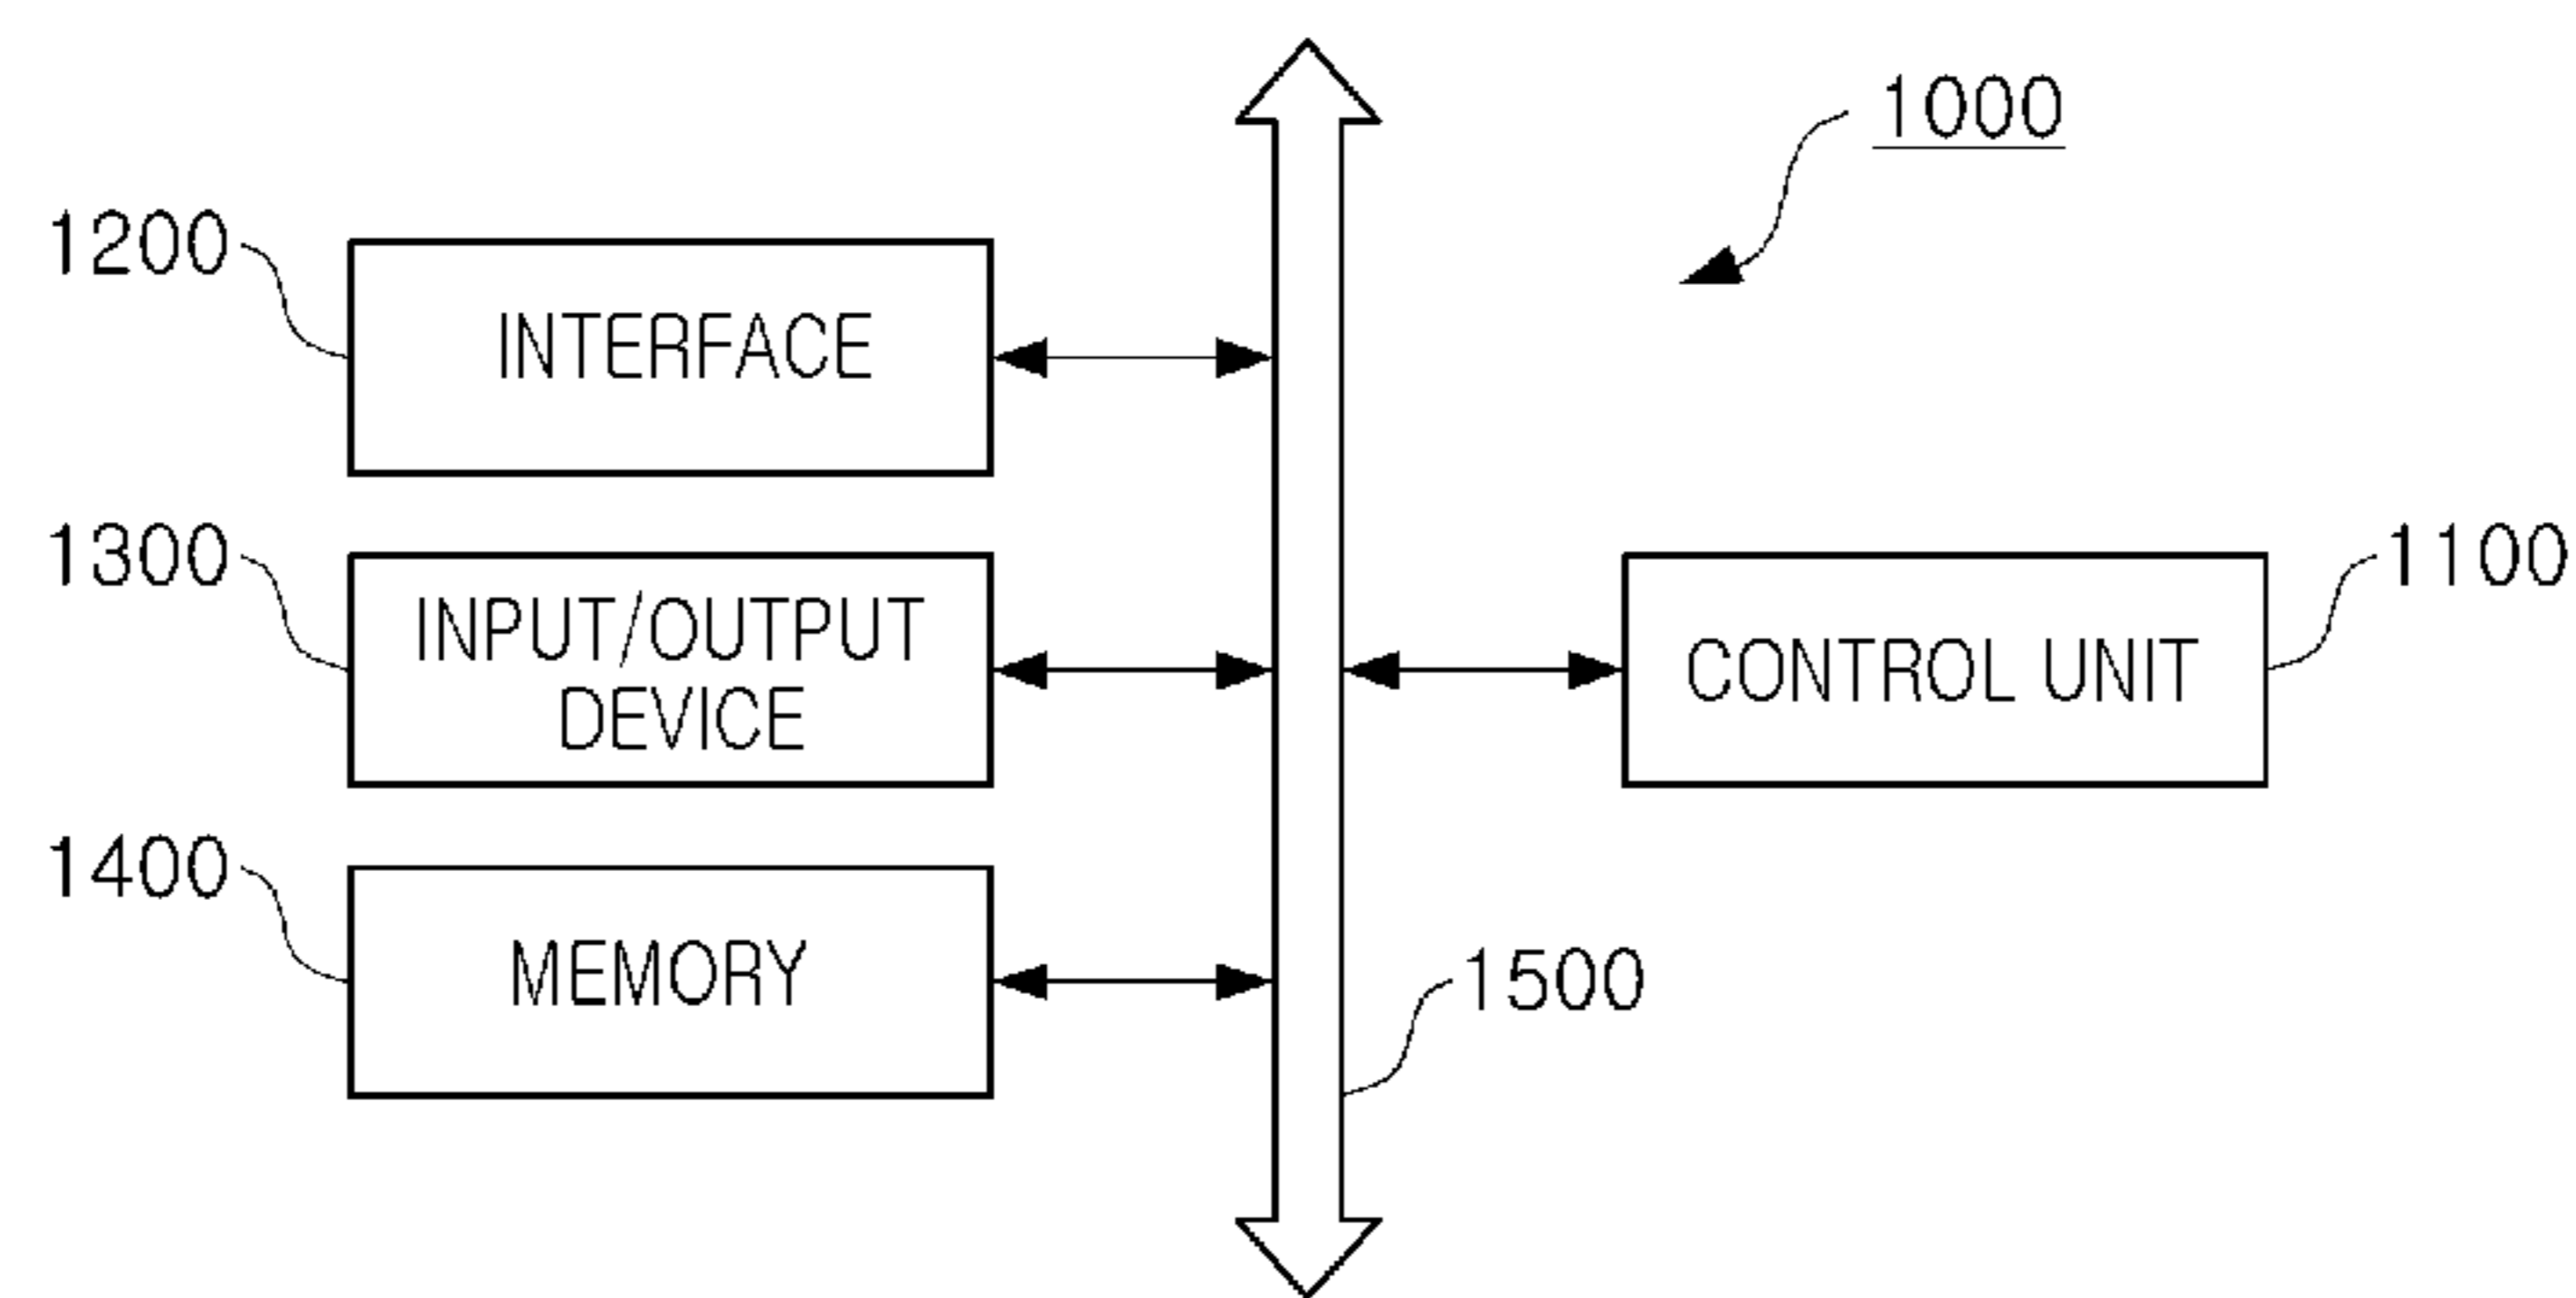 1000
1200
INTERFACE
1300
INPUT/OUTPUT
DEVICE
1100
CONTROL UNIT
1400
MEMORY
1500